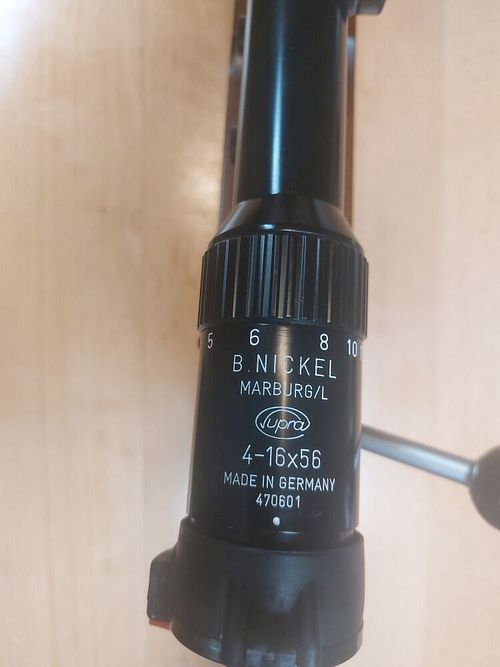 5 6 8 10
B. NICKEL
MARBURG/L
Supra
4-16x56
MADE IN GERMANY
470601